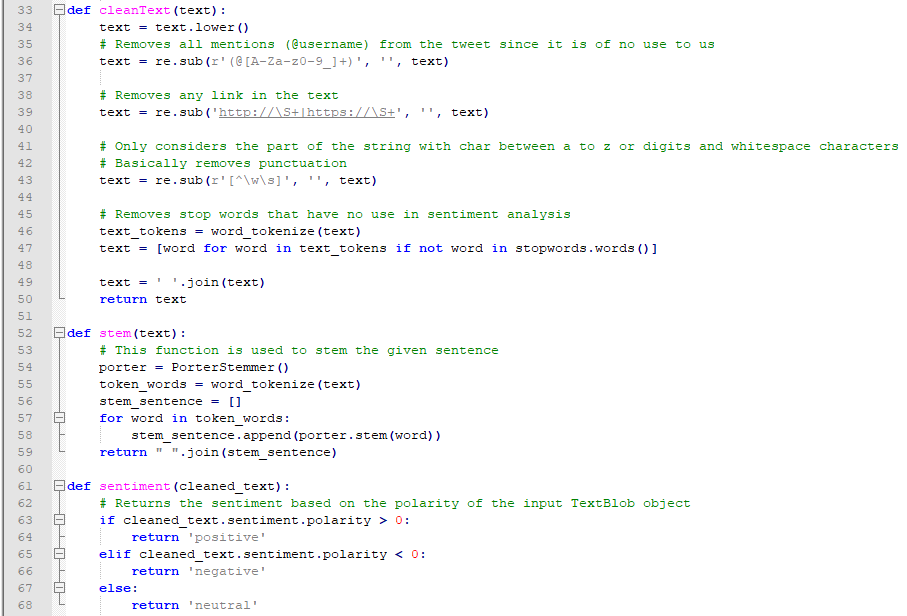 33 def cleanText(text):
34     text = text.lower()
35     # Removes all mentions (@username) from the tweet since it is of no use to us
36     text = re.sub(r'(@[A-Za-z0-9_]+)', '', text)
37
38     # Removes any link in the text
39     text = re.sub('http://\S+|https://\S+', '', text)
40
41     # Only considers the part of the string with char between a to z or digits and whitespace characters
42     # Basically removes punctuation
43     text = re.sub(r'[^\w\s]', '', text)
44
45     # Removes stop words that have no use in sentiment analysis
46     text_tokens = word_tokenize(text)
47     text = [word for word in text_tokens if not word in stopwords.words()]
48
49     text = ' '.join(text)
50     return text
51
52 def stem(text):
53     # This function is used to stem the given sentence
54     porter = PorterStemmer()
55     token_words = word_tokenize(text)
56     stem_sentence = []
57     for word in token_words:
58         stem_sentence.append(porter.stem(word))
59     return " ".join(stem_sentence)
60
61 def sentiment(cleaned_text):
62     # Returns the sentiment based on the polarity of the input TextBlob object
63     if cleaned_text.sentiment.polarity > 0:
64         return 'positive'
65     elif cleaned_text.sentiment.polarity < 0:
66         return 'negative'
67     else:
68         return 'neutral'